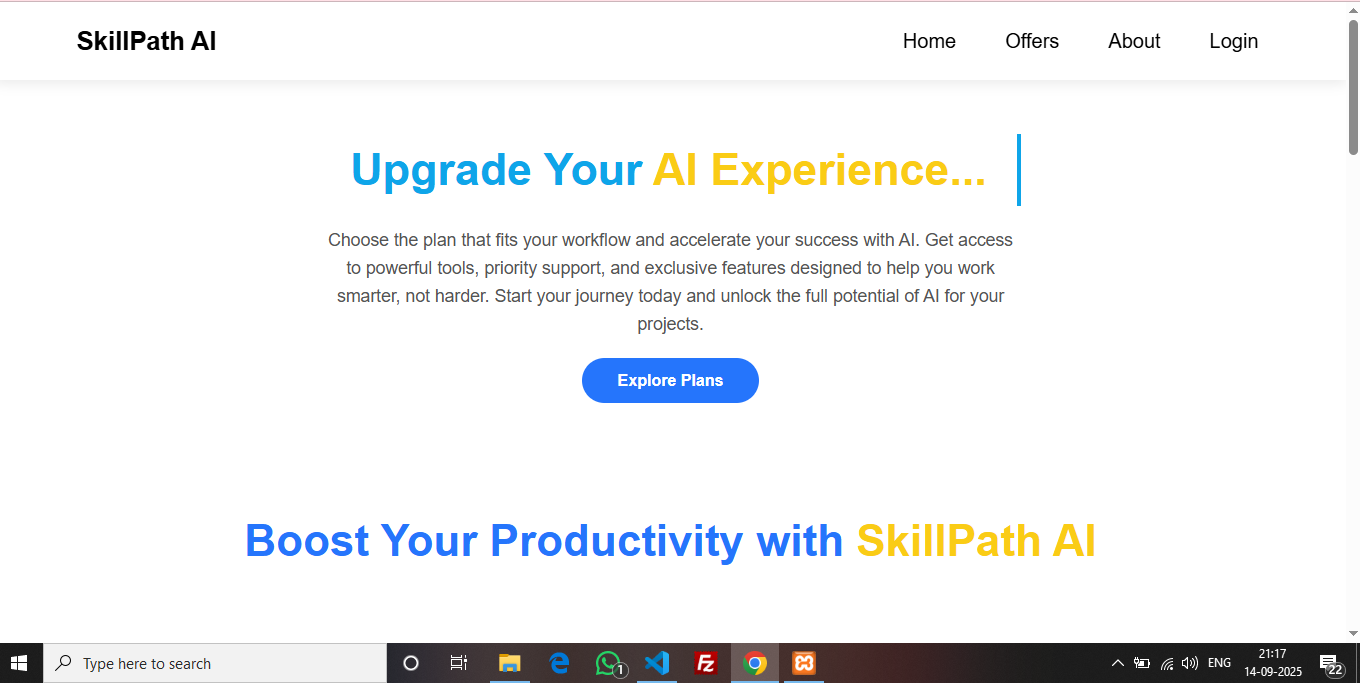 SkillPath AI
Home Offers About Login
Upgrade Your AI Experience...
Choose the plan that fits your workflow and accelerate your success with AI. Get access
to powerful tools, priority support, and exclusive features designed to help you work
smarter, not harder. Start your journey today and unlock the full potential of AI for your
projects.
Explore Plans
Boost Your Productivity with SkillPath AI
Type here to search
1
Fz
ENG
21:17
14-09-2025
22